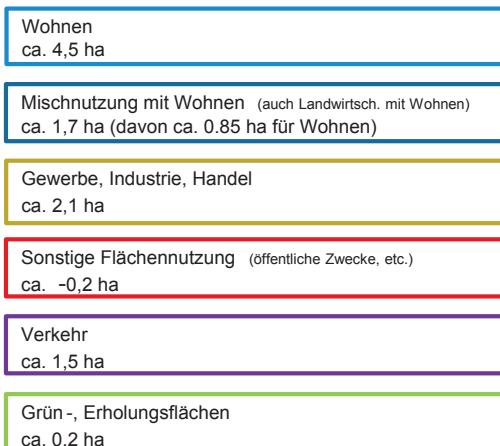 Wohnen
ca. 4,5 ha
Mischnutzung mit Wohnen (auch Landwirtsch. mit Wohnen)
ca. 1,7 ha (davon ca. 0.85 ha für Wohnen)
Gewerbe, Industrie, Handel
ca. 2,1 ha
Sonstige Flächennutzung (öffentliche Zwecke, etc.)
ca. -0,2 ha
Verkehr
ca. 1,5 ha
Grün-, Erholungsflächen
ca. 0,2 ha